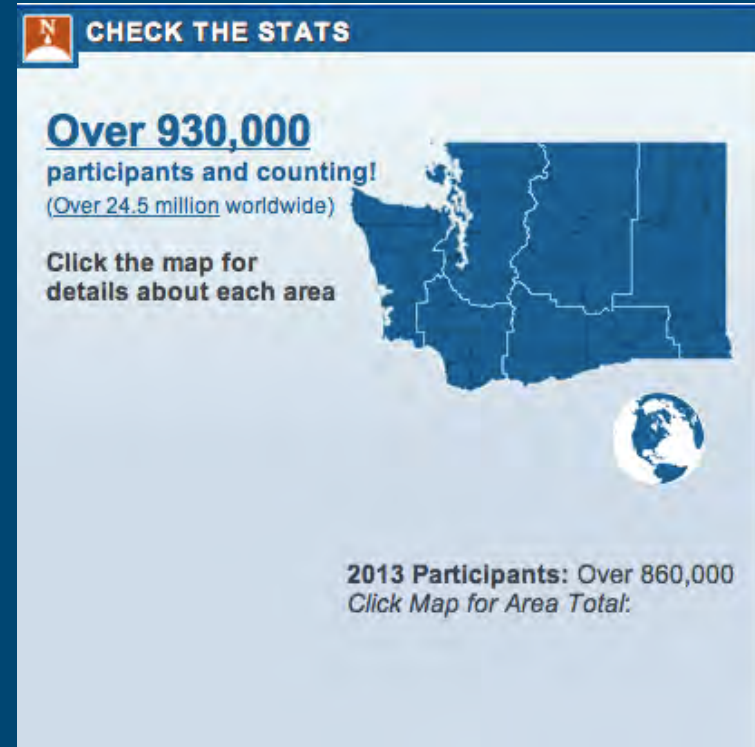 N
CHECK THE STATS
Over 930,000
participants and counting!
(Over 24.5 million worldwide)
Click the map for
details about each area
2013 Participants: Over 860,000
Click Map for Area Total: